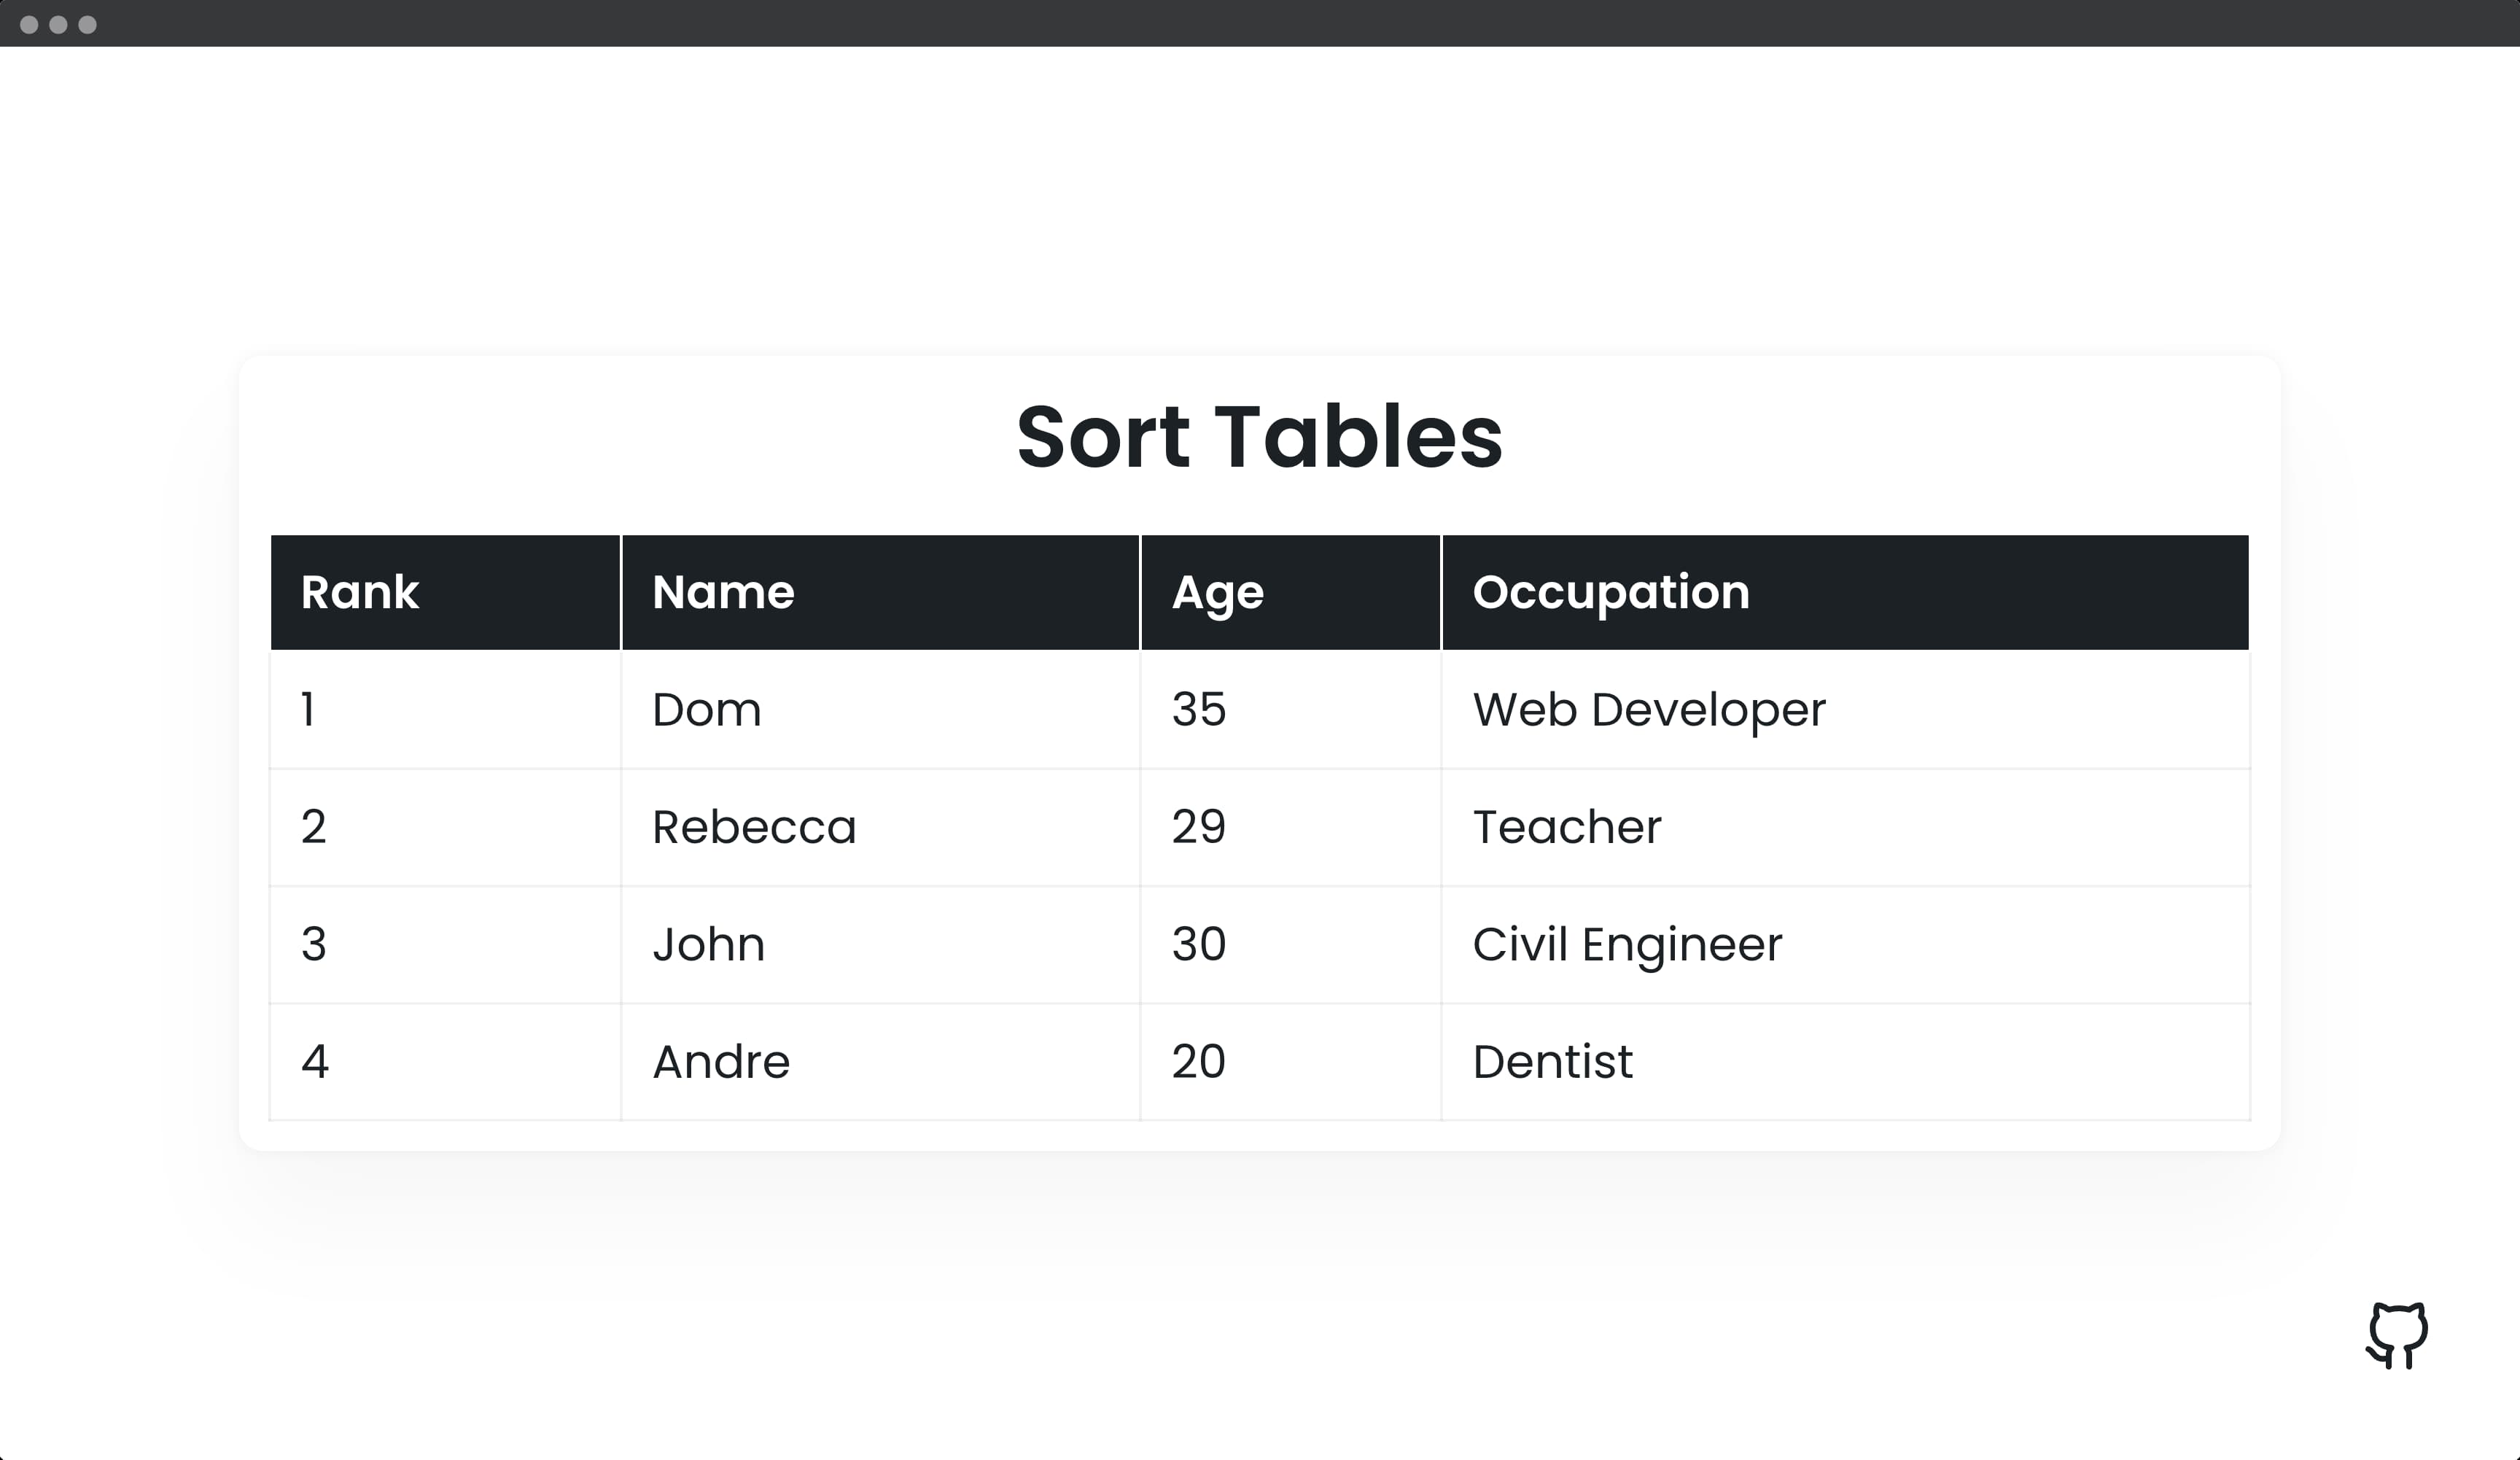 Sort Tables
Rank Name Age Occupation
1 Dom 35 Web Developer
2 Rebecca 29 Teacher
3 John 30 Civil Engineer
4 Andre 20 Dentist